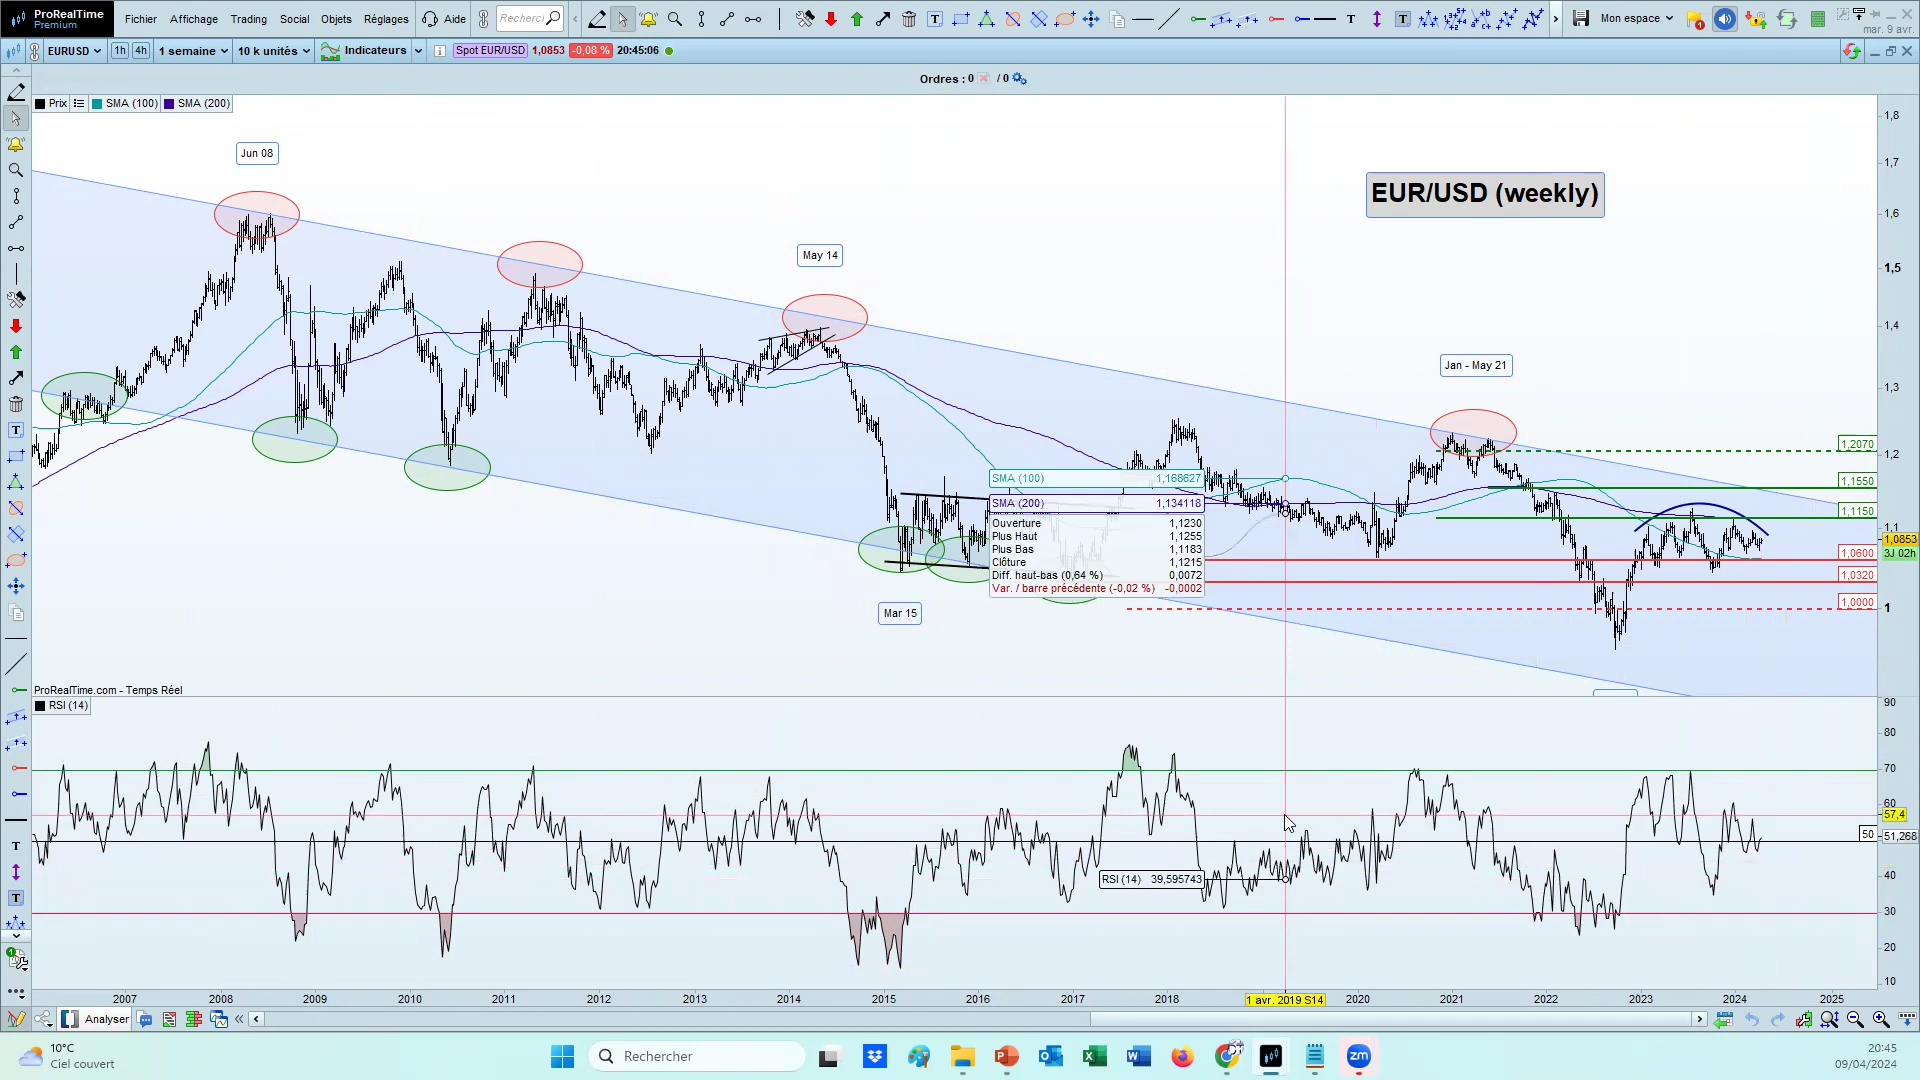 ProRealTime
Premium
Fichier
Affichage
Trading
Social
Objets
Réglages
Aide
Recherc
Mon espace
mar. 9 avr.
EURUSD
1h
4h
1 semaine
10 k unités
Indicateurs
Spot EUR/USD
1,0853
-0,08 %
20:45:06
Ordres : 0 / 0
Prix
SMA (100)
SMA (200)
Jun 08
May 14
Jan - May 21
Mar 15
EUR/USD (weekly)
1,8
1,7
1,6
1,5
1,4
1,3
1,2
1,1
1
1,2070
1,1550
1,1150
1,0853
3J 02h
1,0600
1,0320
1,0000
SMA (100) 1,168627
SMA (200) 1,134118
Ouverture 1,1230
Plus Haut 1,1255
Plus Bas 1,1183
Clôture 1,1215
Diff. haut-bas (0,64 %) 0,0072
Var. / barre précédente (-0,02 %) -0,0002
ProRealTime.com - Temps Réel
RSI (14)
90
80
70
60
57,4
50
51,268
40
30
20
10
RSI (14) 39,595743
2007
2008
2009
2010
2011
2012
2013
2014
2015
2016
2017
2018
1 avr. 2019 S14
2020
2021
2022
2023
2024
2025
Analyser
10°C
Ciel couvert
Rechercher
20:45
09/04/2024